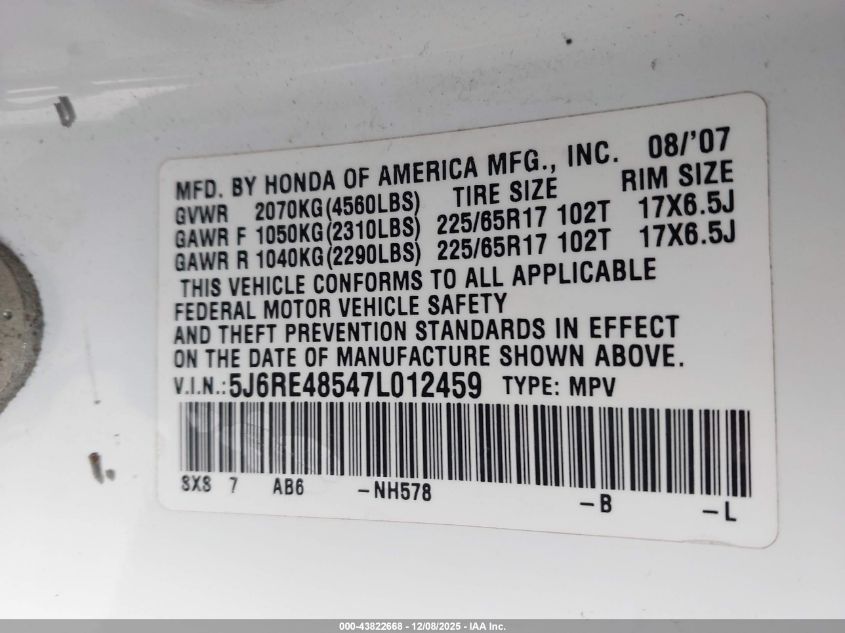 MFD. BY HONDA OF AMERICA MFG., INC. 08/'07
GVWR 2070KG(4560LBS) TIRE SIZE RIM SIZE
GAWR F 1050KG(2310LBS) 225/65R17 102T 17X6.5J
GAWR R 1040KG(2290LBS) 225/65R17 102T 17X6.5J
THIS VEHICLE CONFORMS TO ALL APPLICABLE
FEDERAL MOTOR VEHICLE SAFETY
AND THEFT PREVENTION STANDARDS IN EFFECT
ON THE DATE OF MANUFACTURE SHOWN ABOVE.
V.I.N.:5J6RE48547L012459 TYPE: MPV
SXS 7 AB6 -NH578 -B -L
000-43822668 - 12/08/2025 - IAA Inc.